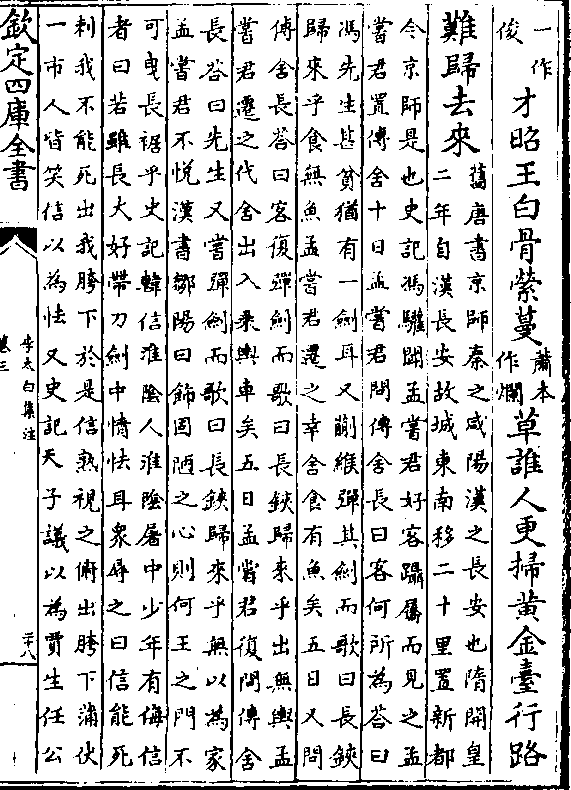 一作俊才昭王白骨縈蔓蕭本作爛草誰人更掃黃金臺行路
難歸去來舊唐書京師秦之咸陽漢之長安也隋開皇二年自漢長安故城東南移二十里置新都
今京師是也史記馮驩聞孟嘗君好客躡屩而見之孟嘗君置傳舍十日孟嘗君問傳舍長曰客何所為荅曰
馮先生甚貧猶有一劍耳又蒯緱彈其劍而歌曰長鋏歸來乎食無魚孟嘗君遷之幸舍食有魚矣五日又問
傳舍長荅曰客復彈劍而歌曰長鋏歸來乎出無輿孟嘗君遷之代舍出入乘輿車矣五日孟嘗君復問傳舍
長荅曰先生又嘗彈劍而歌曰長鋏歸來乎無以為家孟嘗君不悅漢書鄒陽曰飾固陋之心則何王之門不
可曳長裾乎史記韓信淮陰人淮陰屠中少年有侮信者曰若雖長大好帶刀劍中情怯耳衆辱之曰信能死
刺我不能死出我胯下於是信熟視之俯出胯下蒲伏一市人皆笑信以為怯又史記天子議以為賈生任公
欽定四庫全書
李太白集注
卷三
二十八